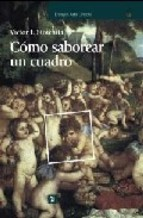 Victor I. Stoichita
Cómo saborear
un cuadro